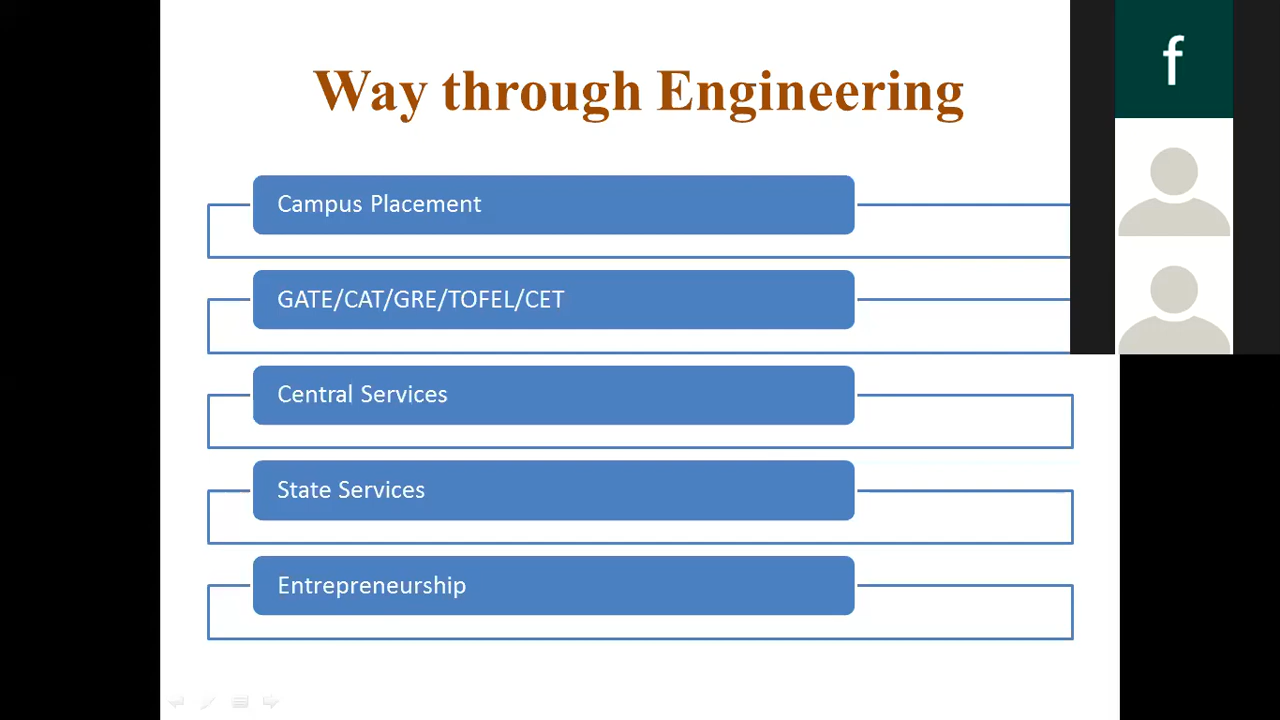 Way through Engineering
f
Campus Placement
GATE/CAT/GRE/TOFEL/CET
Central Services
State Services
Entrepreneurship